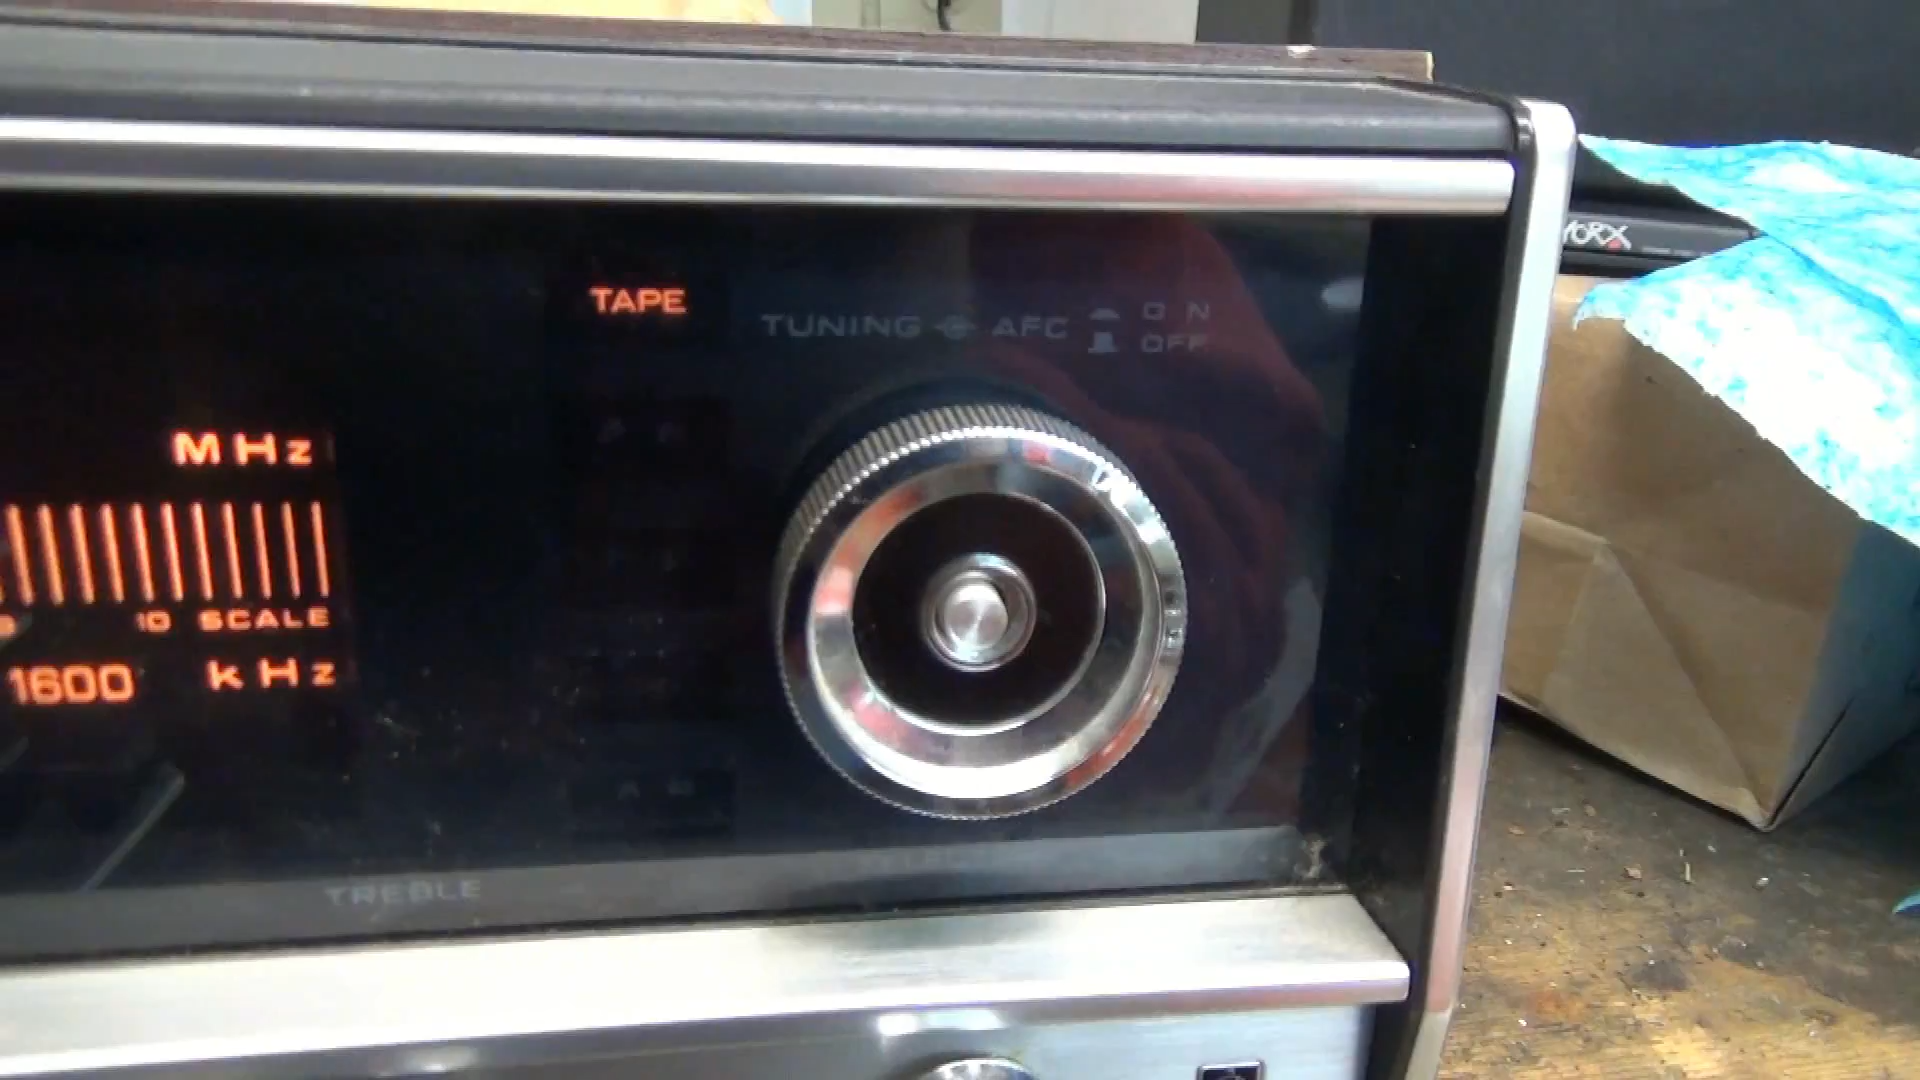 TAPE
TUNING AFC ON
OFF
MHz
10 SCALE
1600 kHz
TREBLE